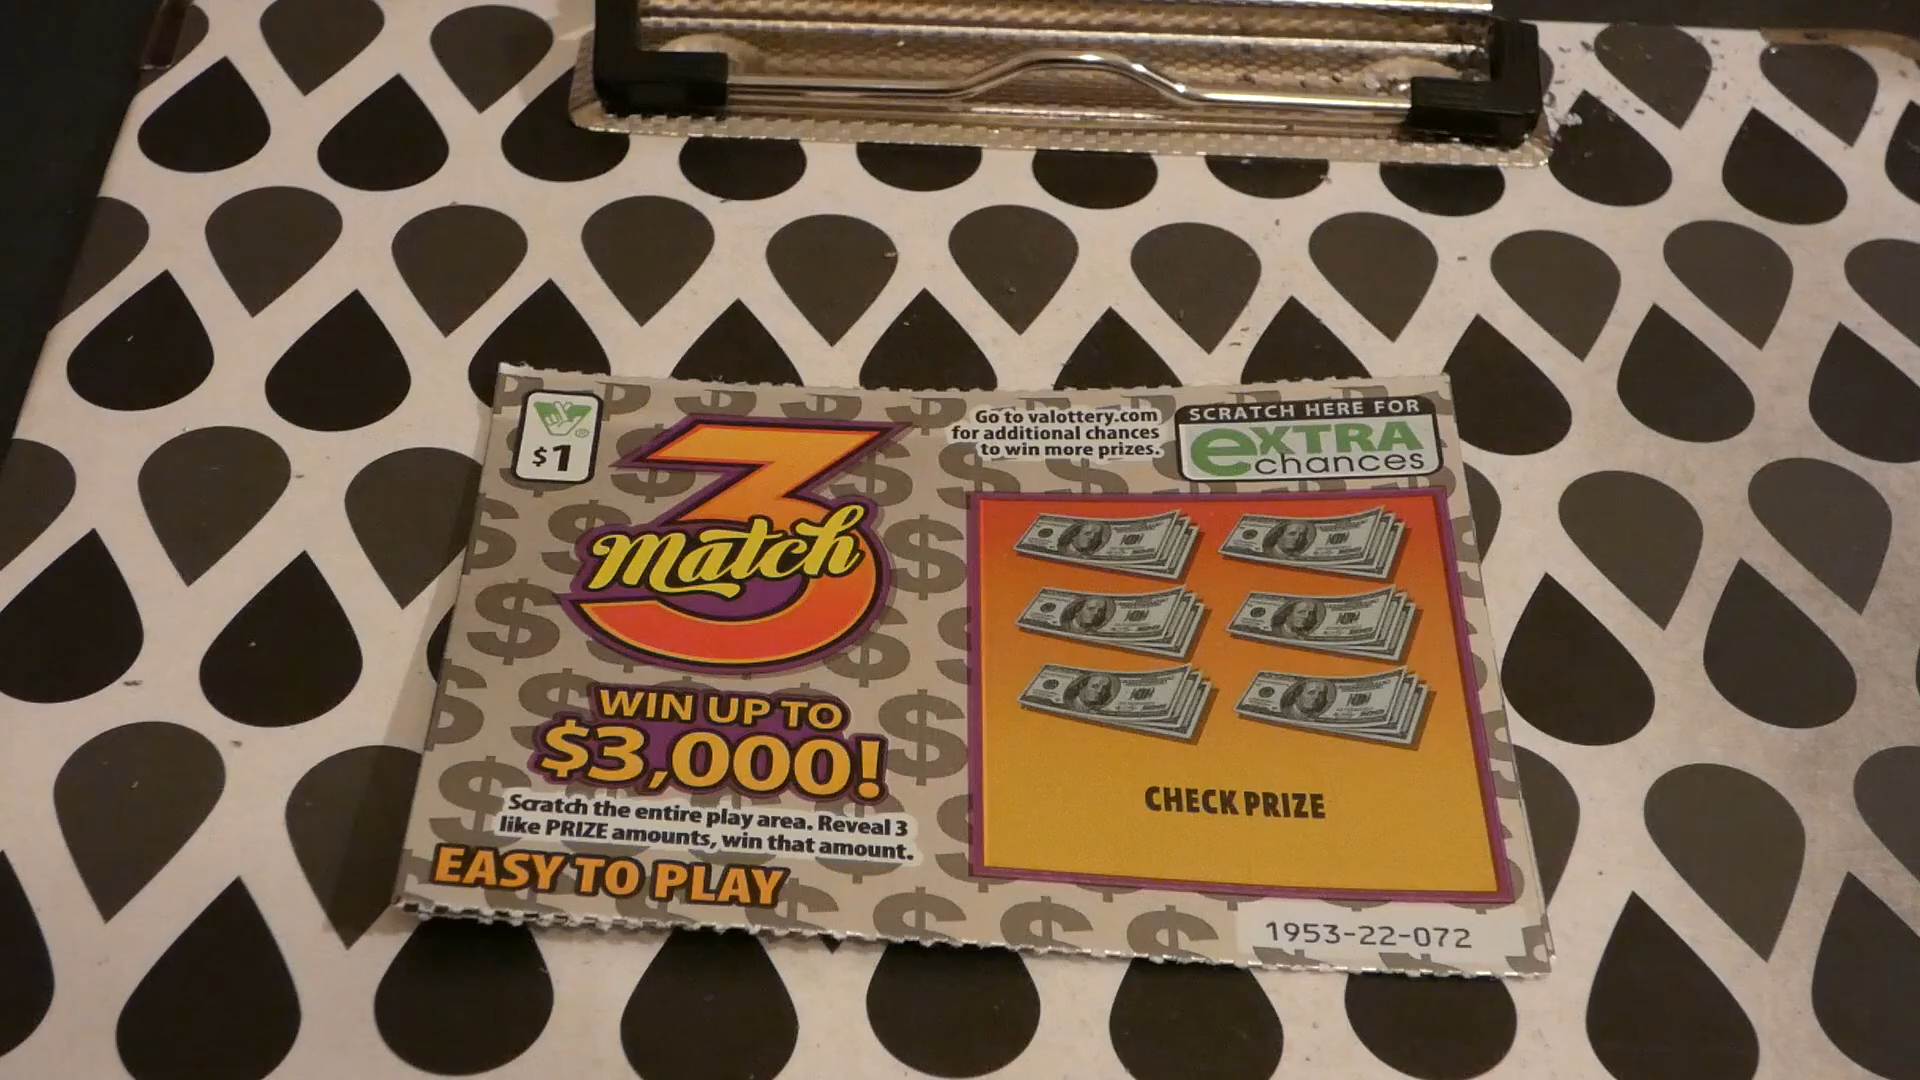 $1
3
Match
WIN UP TO
$3,000!
Scratch the entire play area. Reveal 3
like PRIZE amounts, win that amount.
EASY TO PLAY
Go to valottery.com
for additional chances
to win more prizes.
SCRATCH HERE FOR
eXTRA
chances
CHECK PRIZE
1953-22-072